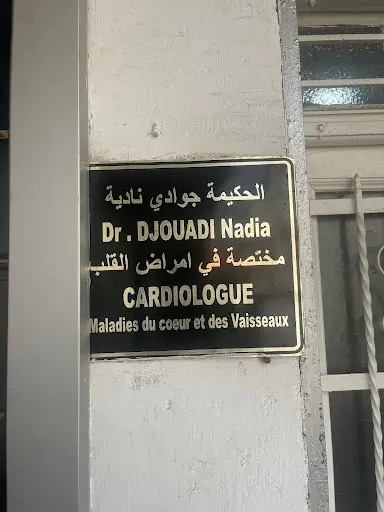 الحكيمة جوادي نادية
Dr . DJOUADI Nadia
مختصة في امراض القلب
CARDIOLOGUE
Maladies du coeur et des Vaisseaux